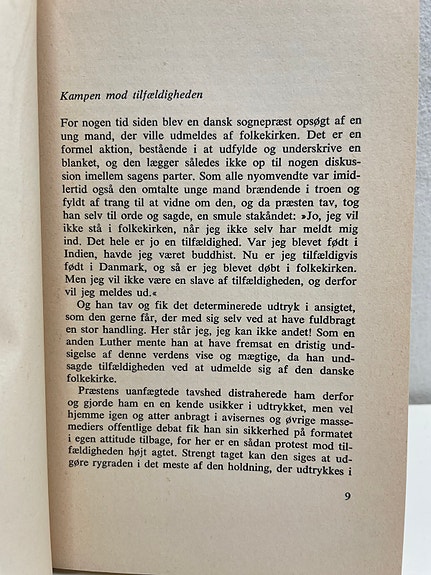 Kampen mod tilfældigheden
For nogen tid siden blev en dansk sognepræst opsøgt af en
ung mand, der ville udmeldes af folkekirken. Det er en
formel aktion, bestående i at udfylde og underskrive en
blanket, og den lægger således ikke op til nogen diskus-
sion imellem sagens parter. Som alle nyomvendte var imid-
lertid også den omtalte unge mand brændende i troen og
fyldt af trang til at vidne om den, og da præsten tav, tog
han selv til orde og sagde, en smule stakåndet: »Jo, jeg vil
ikke stå i folkekirken, når jeg ikke selv har meldt mig
ind. Det hele er jo en tilfældighed. Var jeg blevet født i
Indien, havde jeg været buddhist. Nu er jeg tilfældigvis
født i Danmark, og så er jeg blevet døbt i folkekirken.
Men jeg vil ikke være en slave af tilfældigheden, og derfor
vil jeg meldes ud.«
Og han tav og fik det determinerede udtryk i ansigtet,
som den gerne får, der med sig selv ved at have fuldbragt
en stor handling. Her står jeg, jeg kan ikke andet! Som en
anden Luther mente han at have fremsat en dristig und-
sigelse af denne verdens vise og mægtige, da han und-
sagde tilfældigheden ved at udmelde sig af den danske
folkekirke.
Præstens uanfægtede tavshed distraherede ham derfor
og gjorde ham en en kende usikker i udtrykket, men vel
hjemme igen og atter anbragt i avisernes og øvrige masse-
mediers offentlige debat fik han sin sikkerhed på formatet
i egen attitude tilbage, for her er en sådan protest mod til-
fældigheden højt agtet. Strengt taget kan den siges at ud-
gøre rygraden i det meste af den holdning, der udtrykkes i
9